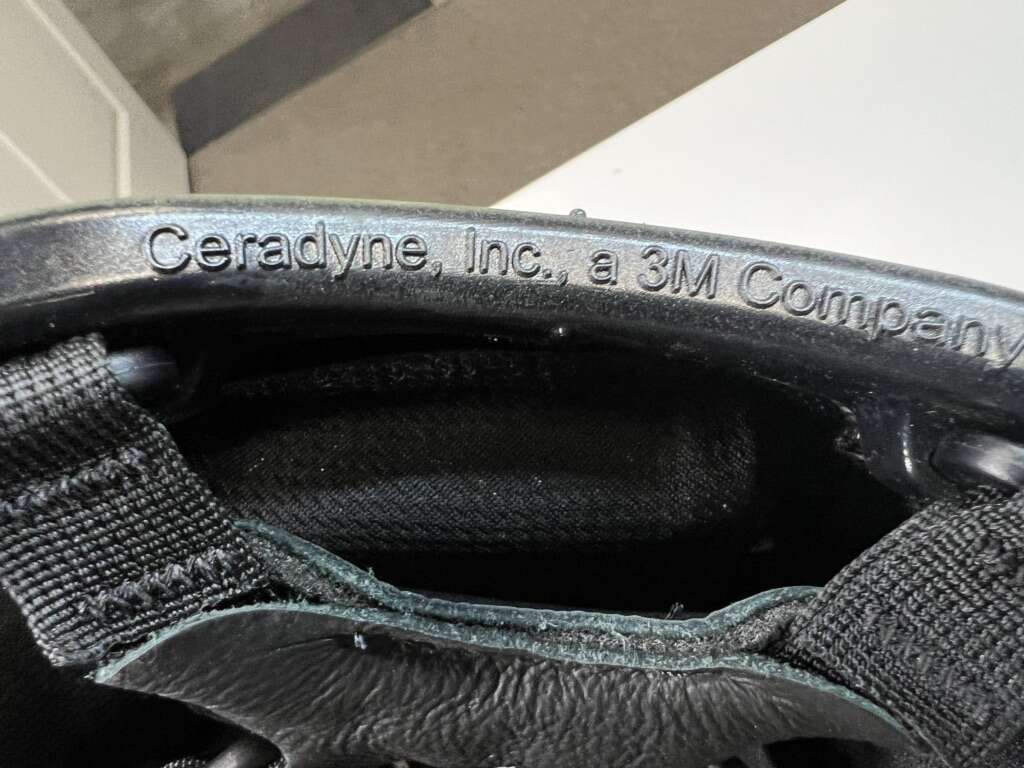 Ceradyne, Inc., a 3M Company